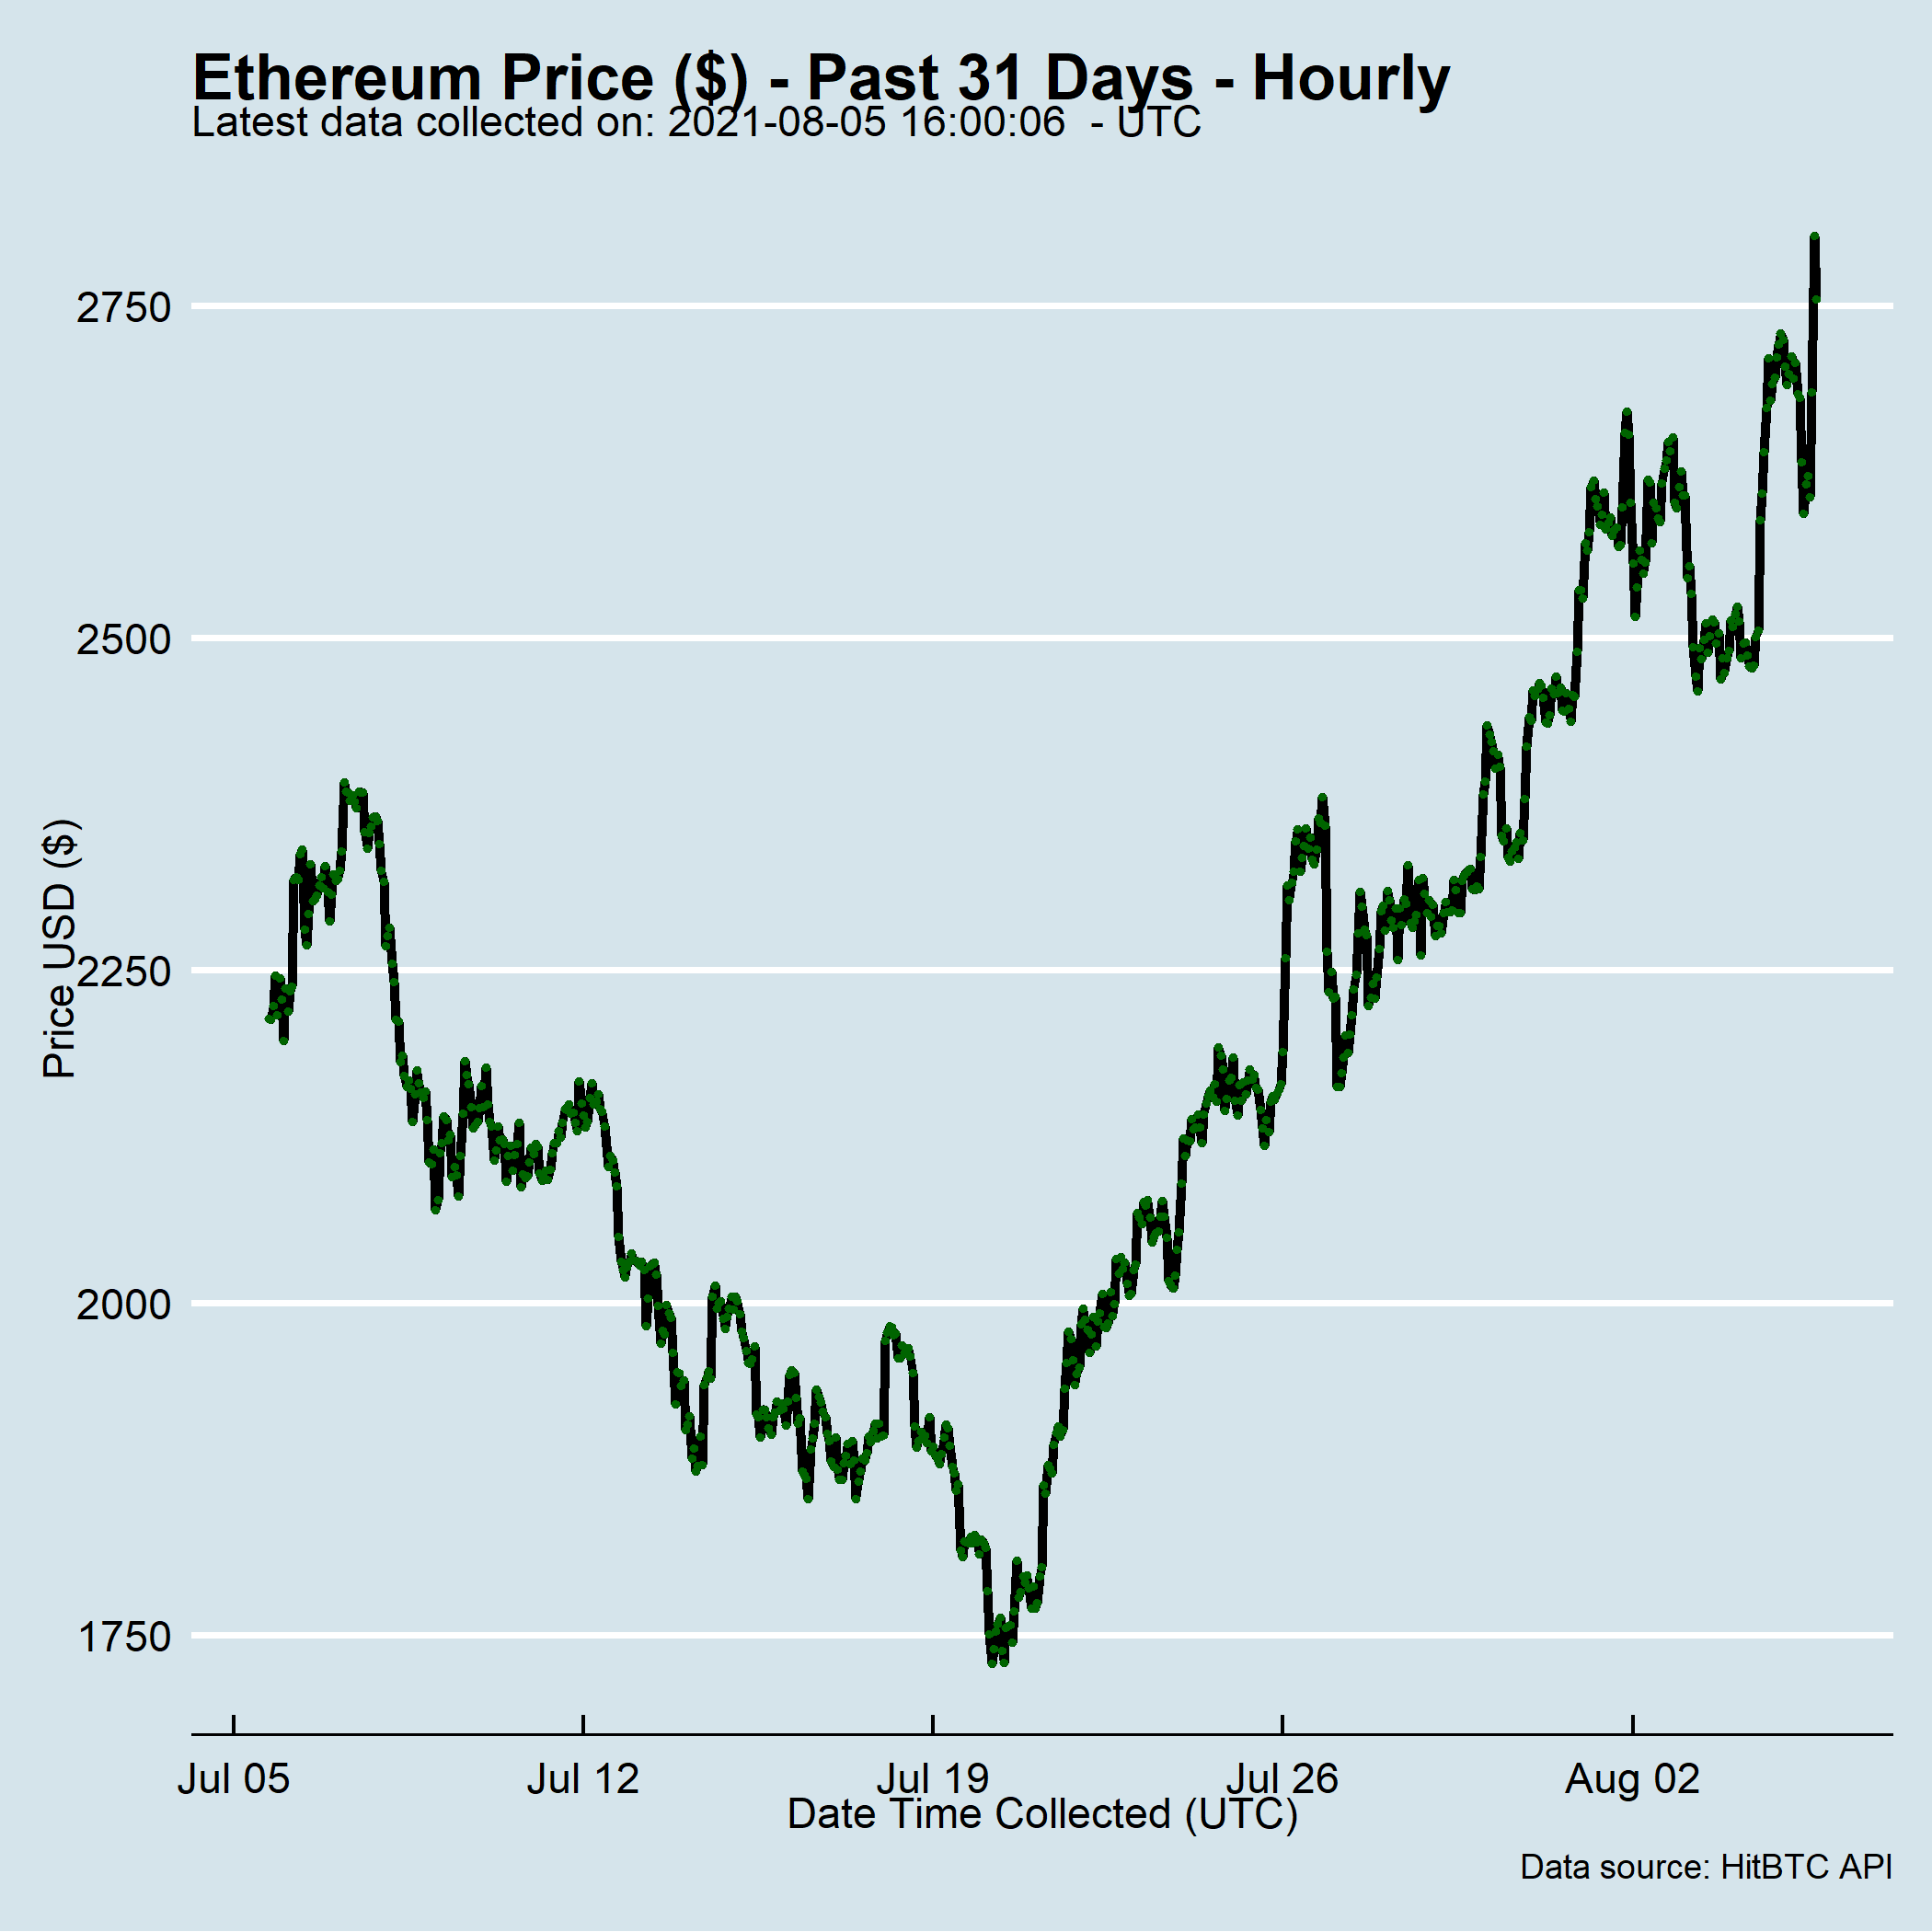 Ethereum Price ($) - Past 31 Days - Hourly
Latest data collected on: 2021-08-05 16:00:06  - UTC
Price USD ($)
2750
2500
2250
2000
1750
Jul 05
Jul 12
Jul 19
Jul 26
Aug 02
Date Time Collected (UTC)
Data source: HitBTC API